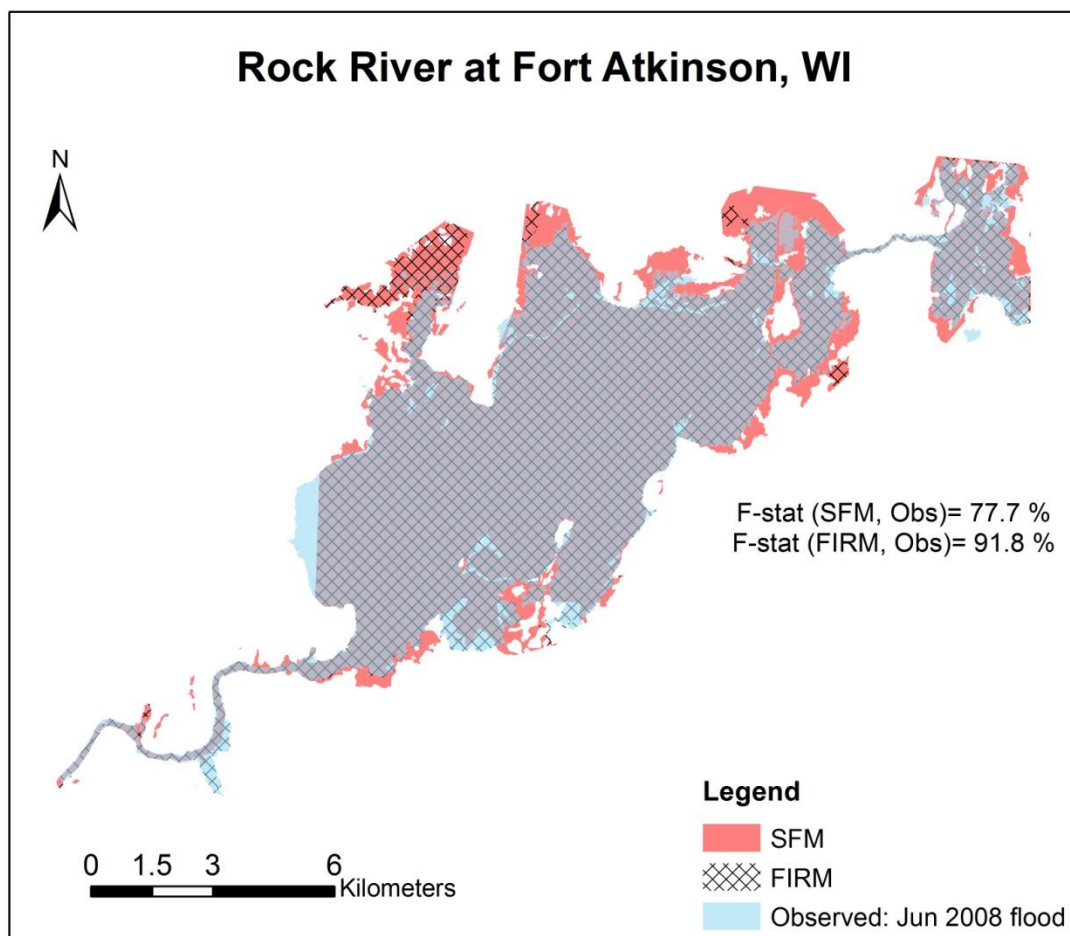 Rock River at Fort Atkinson, WI
N
F-stat (SFM, Obs)= 77.7 %
F-stat (FIRM, Obs)= 91.8 %
Legend
SFM
FIRM
Observed: Jun 2008 flood
0 1.5 3 6
Kilometers